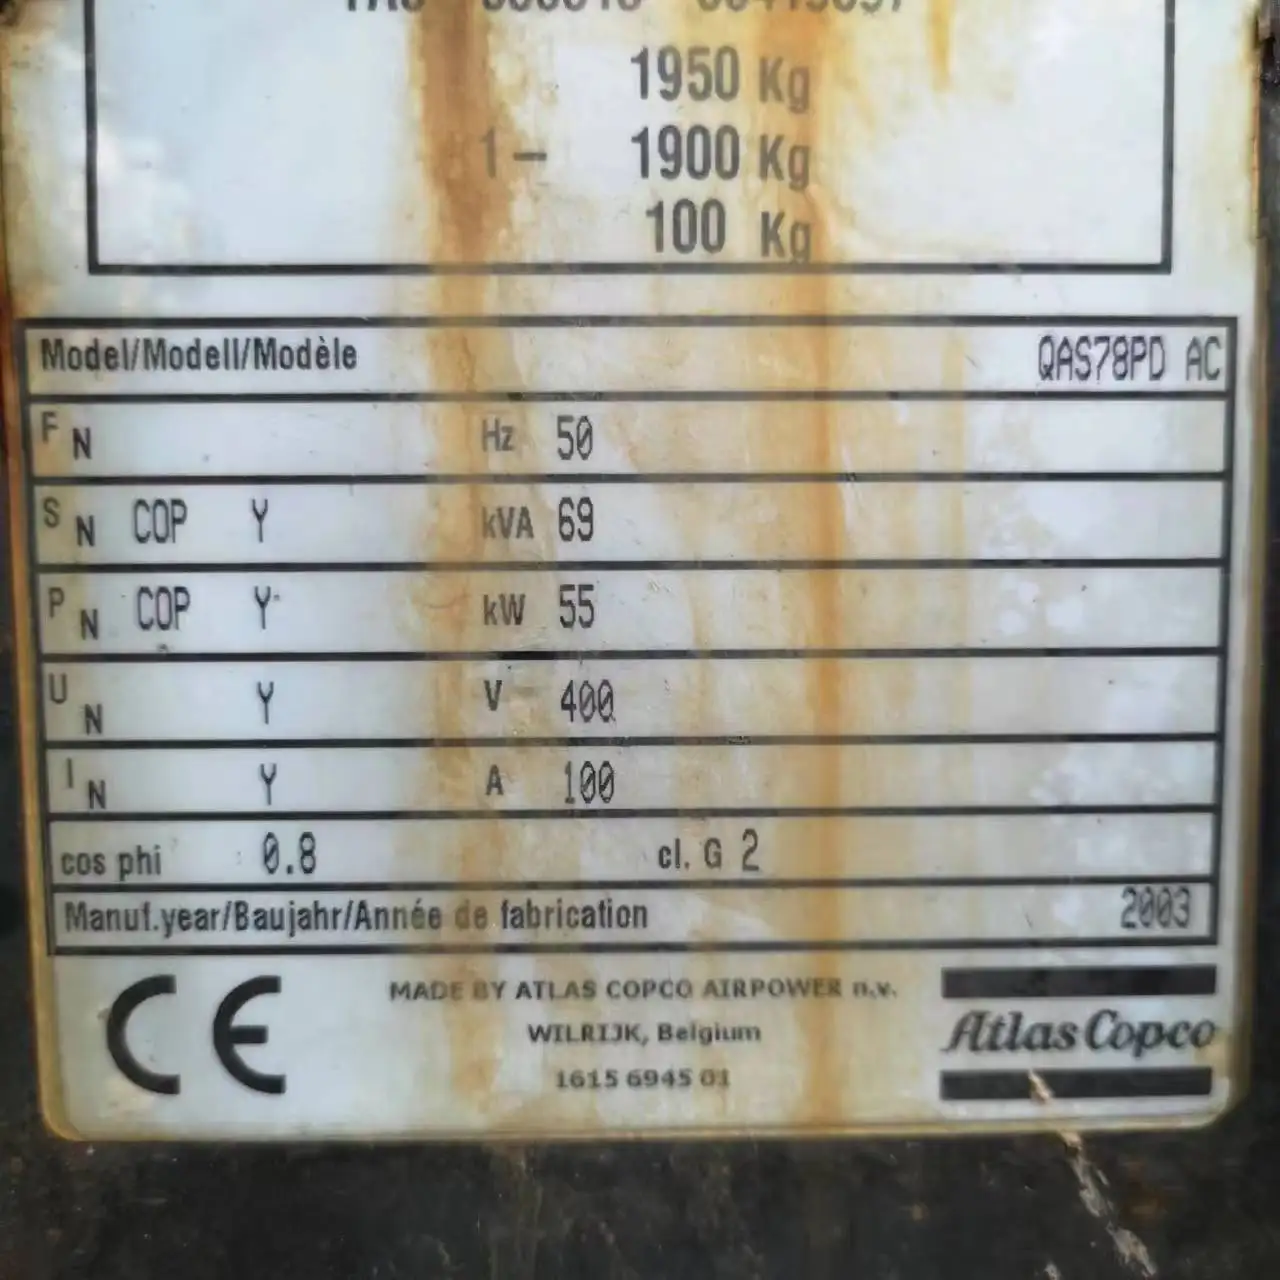 1950 Kg
1 – 1900 Kg
100 Kg
Model/Modell/Modèle QAS78PD AC
F N Hz 50
S N COP Y kVA 69
P N COP Y kW 55
U N Y V 400
I N Y A 100
cos phi 0.8 cl. G 2
Manuf.year/Baujahr/Année de fabrication 2003
CE
MADE BY ATLAS COPCO AIRPOWER n.v.
WILRIJK, Belgium
1615 6945 01
Atlas Copco